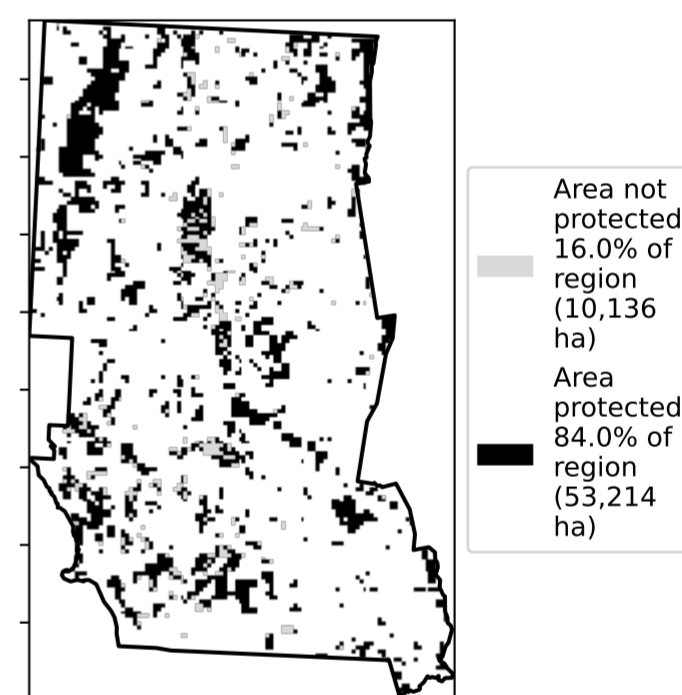 Area not
protected
16.0% of
region
(10,136
ha)
Area
protected
84.0% of
region
(53,214
ha)